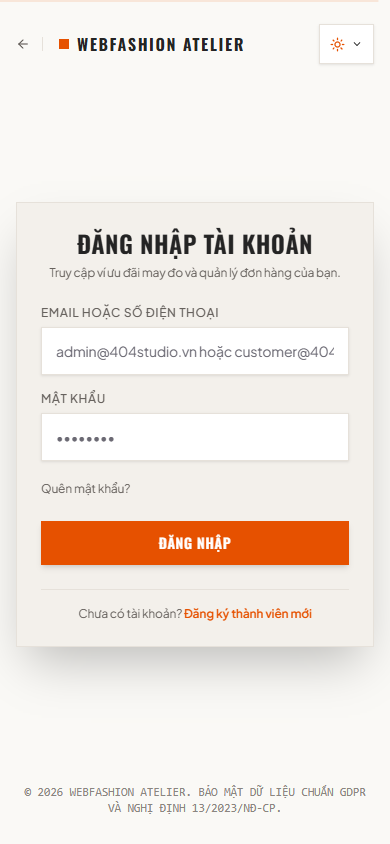 WEBFASHION ATELIER
ĐĂNG NHẬP TÀI KHOẢN
Truy cập ví ưu đãi may đo và quản lý đơn hàng của bạn.
EMAIL HOẶC SỐ ĐIỆN THOẠI
admin@404studio.vn hoặc customer@404
MẬT KHẨU
Quên mật khẩu?
ĐĂNG NHẬP
Chưa có tài khoản? Đăng ký thành viên mới
© 2026 WEBFASHION ATELIER. BẢO MẬT DỮ LIỆU CHUẨN GDPR
VÀ NGHỊ ĐỊNH 13/2023/NĐ-CP.